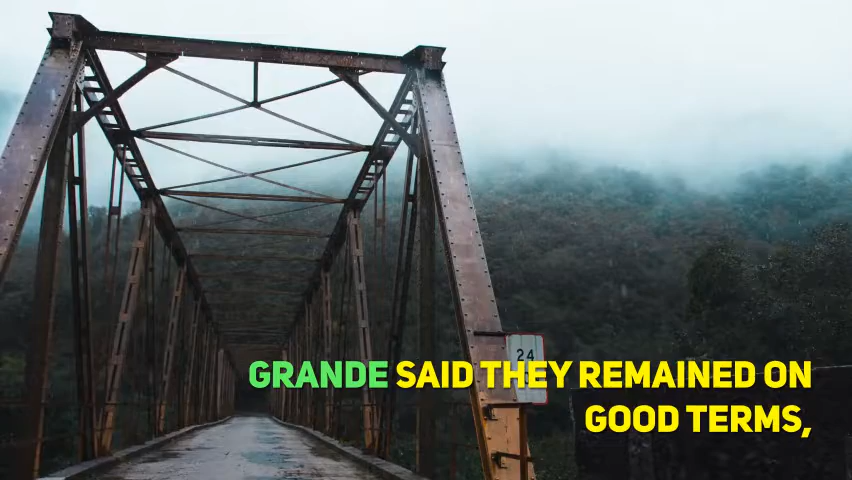 24
GRANDE SAID THEY REMAINED ON
GOOD TERMS,